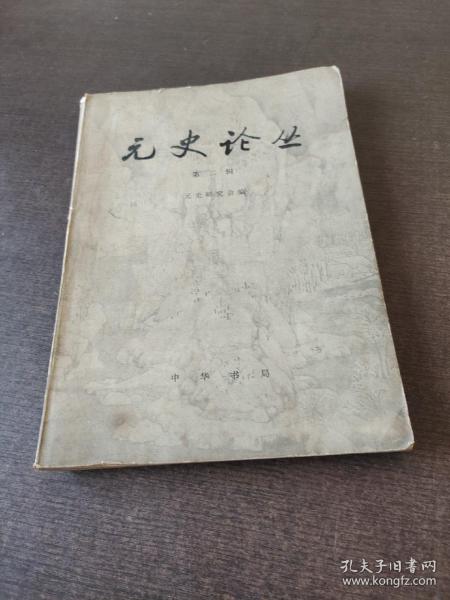 元史论丛
第二辑
元史研究会编
中华书局
孔夫子旧书网
www.kongfz.com